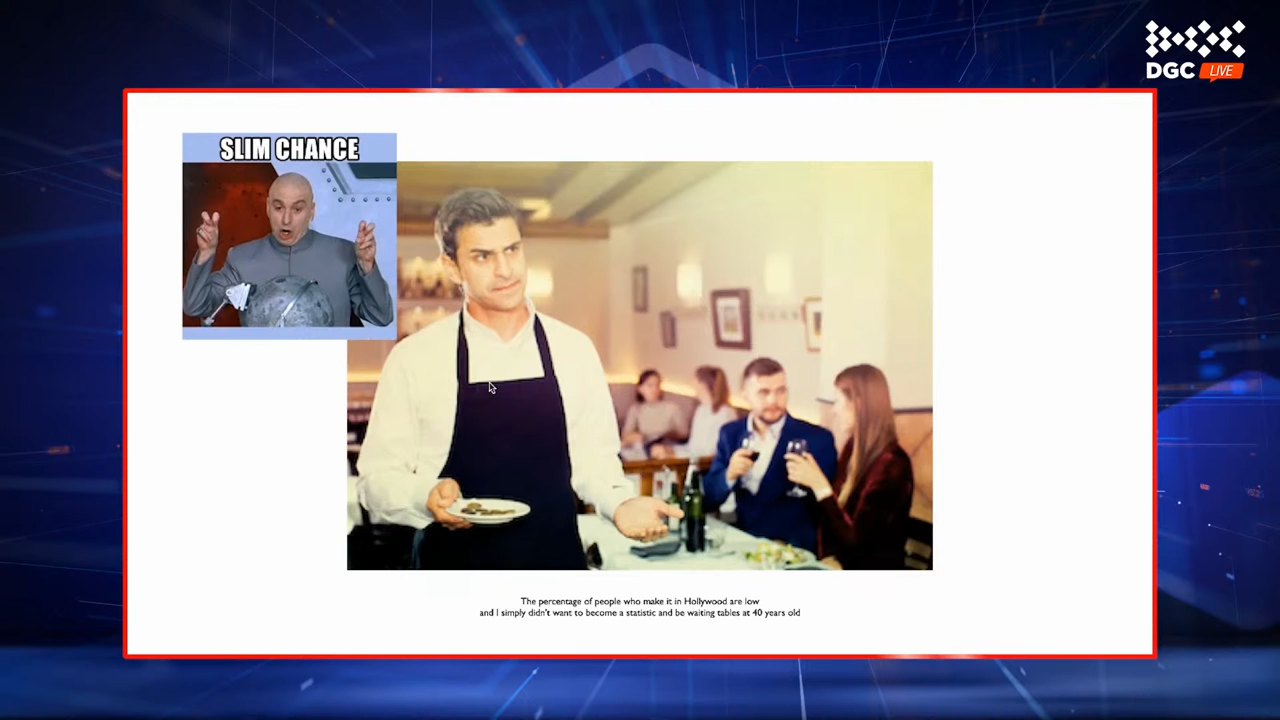 DGC LIVE
SLIM CHANCE
The percentage of people who make it in Hollywood are low
and I simply didn't want to become a statistic and be waiting tables at 40 years old